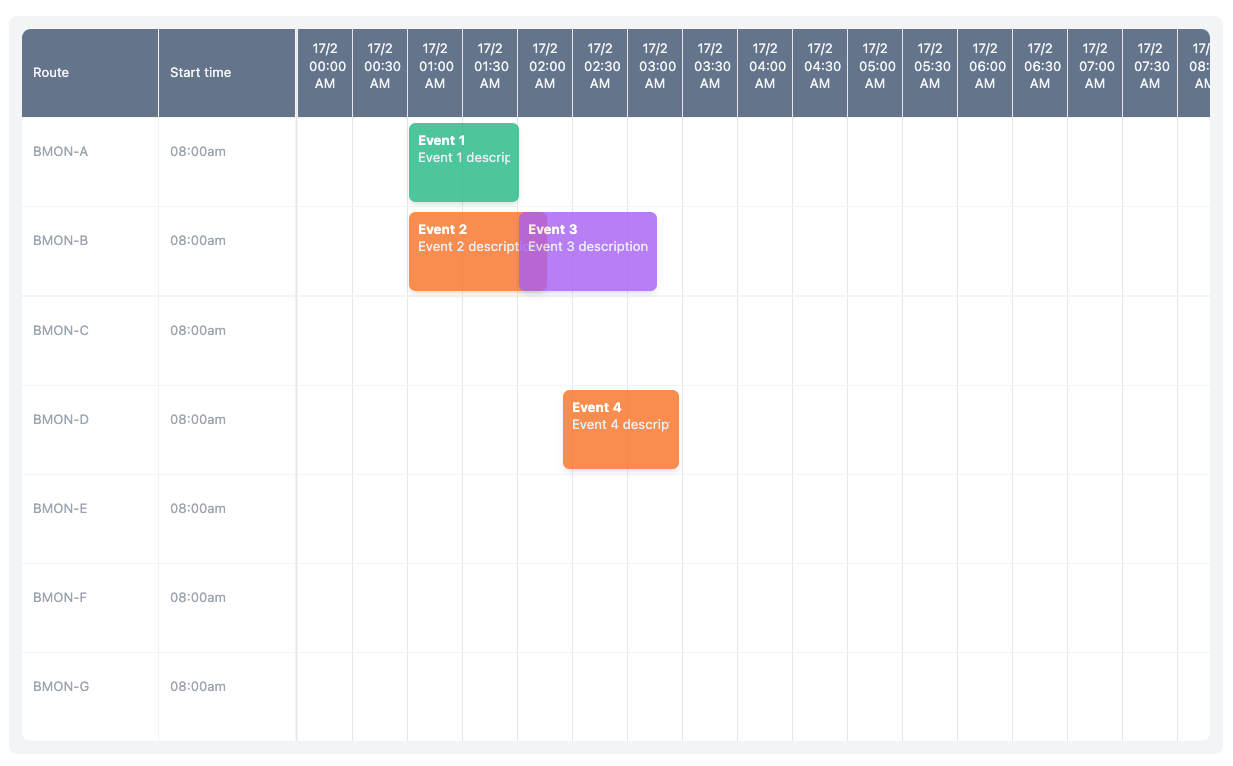 Route
Start time
17/2
00:00
AM
17/2
00:30
AM
17/2
01:00
AM
17/2
01:30
AM
17/2
02:00
AM
17/2
02:30
AM
17/2
03:00
AM
17/2
03:30
AM
17/2
04:00
AM
17/2
04:30
AM
17/2
05:00
AM
17/2
05:30
AM
17/2
06:00
AM
17/2
06:30
AM
17/2
07:00
AM
17/2
07:30
AM
17/
08:
BMON-A
08:00am
Event 1
Event 1 descrip
BMON-B
08:00am
Event 2
Event 2 descripti
Event 3
Event 3 description
BMON-C
08:00am
BMON-D
08:00am
Event 4
Event 4 descrip
BMON-E
08:00am
BMON-F
08:00am
BMON-G
08:00am